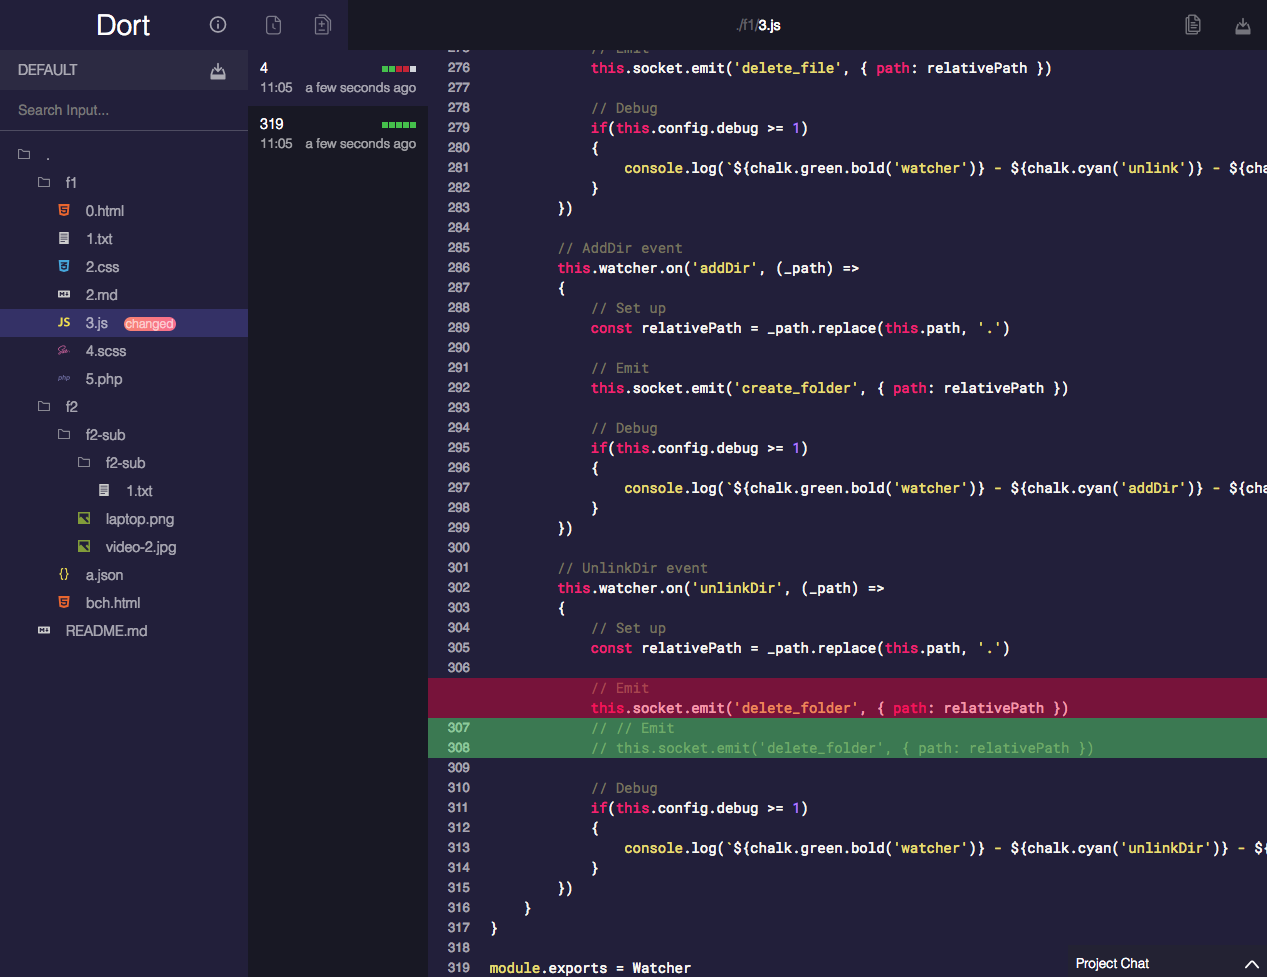 Dort
./f1/3.js
DEFAULT
Search Input...
.
f1
0.html
1.txt
2.css
2.md
JS 3.js changed
4.scss
php 5.php
f2
f2-sub
f2-sub
1.txt
laptop.png
video-2.jpg
{} a.json
bch.html
README.md
4
11:05 a few seconds ago
319
11:05 a few seconds ago
275 // Emit
276 this.socket.emit('delete_file', { path: relativePath })
277
278 // Debug
279 if(this.config.debug >= 1)
280 {
281 console.log(`${chalk.green.bold('watcher')} - ${chalk.cyan('unlink')} - ${cha
282 }
283 })
284
285 // AddDir event
286 this.watcher.on('addDir', (_path) =>
287 {
288 // Set up
289 const relativePath = _path.replace(this.path, '.')
290
291 // Emit
292 this.socket.emit('create_folder', { path: relativePath })
293
294 // Debug
295 if(this.config.debug >= 1)
296 {
297 console.log(`${chalk.green.bold('watcher')} - ${chalk.cyan('addDir')} - ${cha
298 }
299 })
300
301 // UnlinkDir event
302 this.watcher.on('unlinkDir', (_path) =>
303 {
304 // Set up
305 const relativePath = _path.replace(this.path, '.')
306
// Emit
this.socket.emit('delete_folder', { path: relativePath })
307 // // Emit
308 // this.socket.emit('delete_folder', { path: relativePath })
309
310 // Debug
311 if(this.config.debug >= 1)
312 {
313 console.log(`${chalk.green.bold('watcher')} - ${chalk.cyan('unlinkDir')} - ${
314 }
315 })
316 }
317 }
318
319 module.exports = Watcher
Project Chat